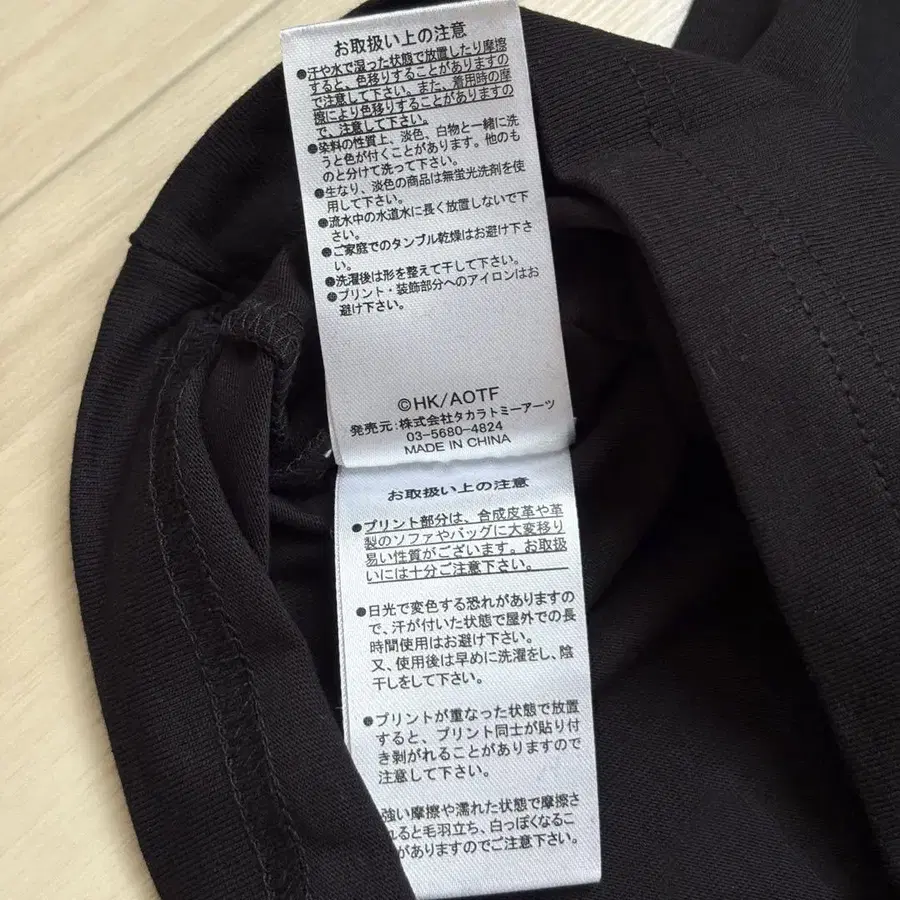 お取扱い上の注意
●汗や水で湿った状態で放置したり摩擦
すると、色移りすることがありますの
で注意して下さい。また、着用時の摩
擦により色移りすることがあります
で、注意して下さい。
●染料の性質上、淡色、白物と一緒に洗
うと色が付くことがあります。他のも
のと分けて洗って下さい。
●生なり、淡色の商品は無蛍光洗剤を使
用して下さい。
●流水中の水道水に長く放置しないで下
さい。
●ご家庭でのタンブル乾燥はお避け下さ
い。
●洗濯後は形を整えて干して下さい。
●プリント・装飾部分へのアイロンはお
避け下さい。
©HK/AOTF
発売元:株式会社タカラトミーアーツ
03-5680-4824
MADE IN CHINA
お取扱い上の注意
●プリント部分は、合成皮革や革
製のソファやバッグに大変移り
易い性質がございます。お取扱
いには十分ご注意下さい。
●日光で変色する恐れがありますの
で、汗が付いた状態で屋外での長
時間使用はお避け下さい。
又、使用後は早めに洗濯をし、陰
干しをして下さい。
●プリントが重なった状態で放置
すると、プリント同士が貼り付
き剥がれることがありますので
注意して下さい。
強い摩擦や濡れた状態で摩擦さ
れると毛羽立ち、白っぽくなるこ
がありますのでご注意下さい。